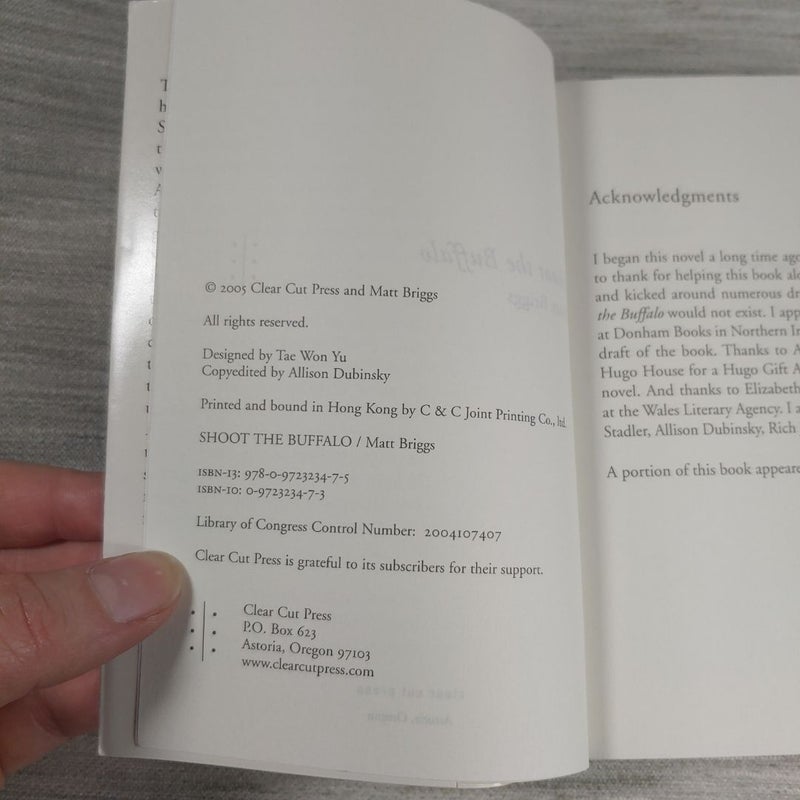 © 2005 Clear Cut Press and Matt Briggs
All rights reserved.
Designed by Tae Won Yu
Copyedited by Allison Dubinsky
Printed and bound in Hong Kong by C & C Joint Printing Co., ltd.
SHOOT THE BUFFALO / Matt Briggs
ISBN-13: 978-0-9723234-7-5
ISBN-10: 0-9723234-7-3
Library of Congress Control Number: 2004107407
Clear Cut Press is grateful to its subscribers for their support.
Clear Cut Press
P.O. Box 623
Astoria, Oregon 97103
www.clearcutpress.com
Acknowledgments
I began this novel a long time ago
to thank for helping this book
and kicked around numerous
the Buffalo would not exist. I
at Donham Books in Northern
draft of the book. Thanks to
Hugo House for a Hugo Gift
novel. And thanks to Elizabeth
at the Wales Literary Agency. I
Stadler, Allison Dubinsky, Rich
A portion of this book